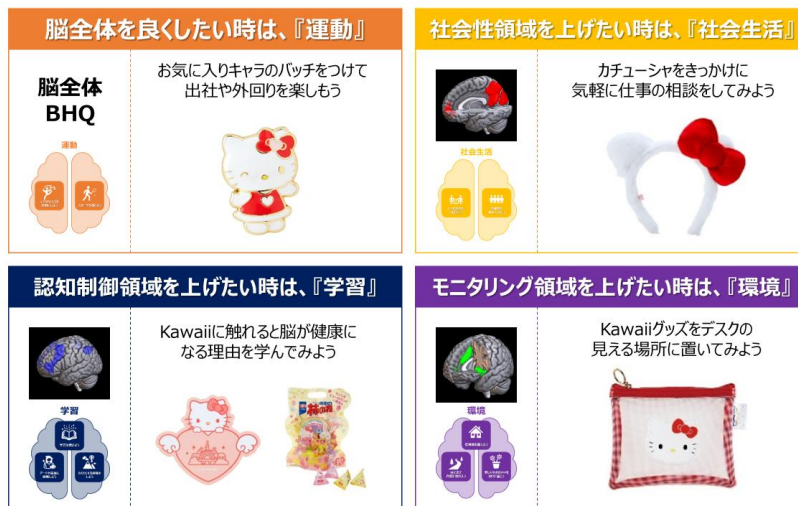 脳全体を良くしたい時は、『運動』
脳全体
BHQ
運動
お気に入りキャラのバッチをつけて
出社や外回りを楽しもう
社会性領域を上げたい時は、『社会生活』
社会生活
カチューシャをきっかけに
気軽に仕事の相談をしてみよう
認知制御領域を上げたい時は、『学習』
学習
Kawaiiに触れると脳が健康に
なる理由を学んでみよう
モニタリング領域を上げたい時は、『環境』
環境
Kawaiiグッズをデスクの
見える場所に置いてみよう